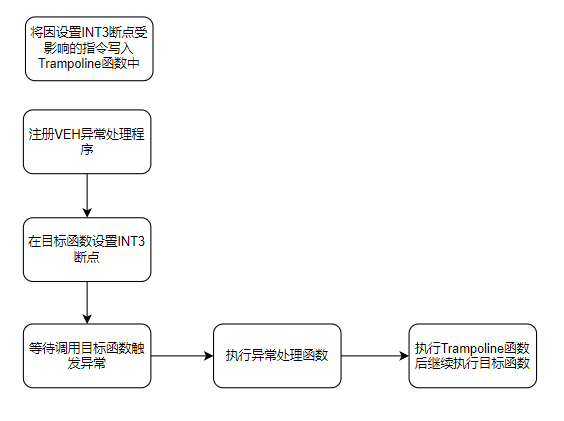 将因设置INT3断点受
影响的指令写入
Trampoline函数中
注册VEH异常处理程
序
在目标函数设置INT3
断点
等待调用目标函数触
发异常
执行异常处理函数
执行Trampoline函数
后继续执行目标函数